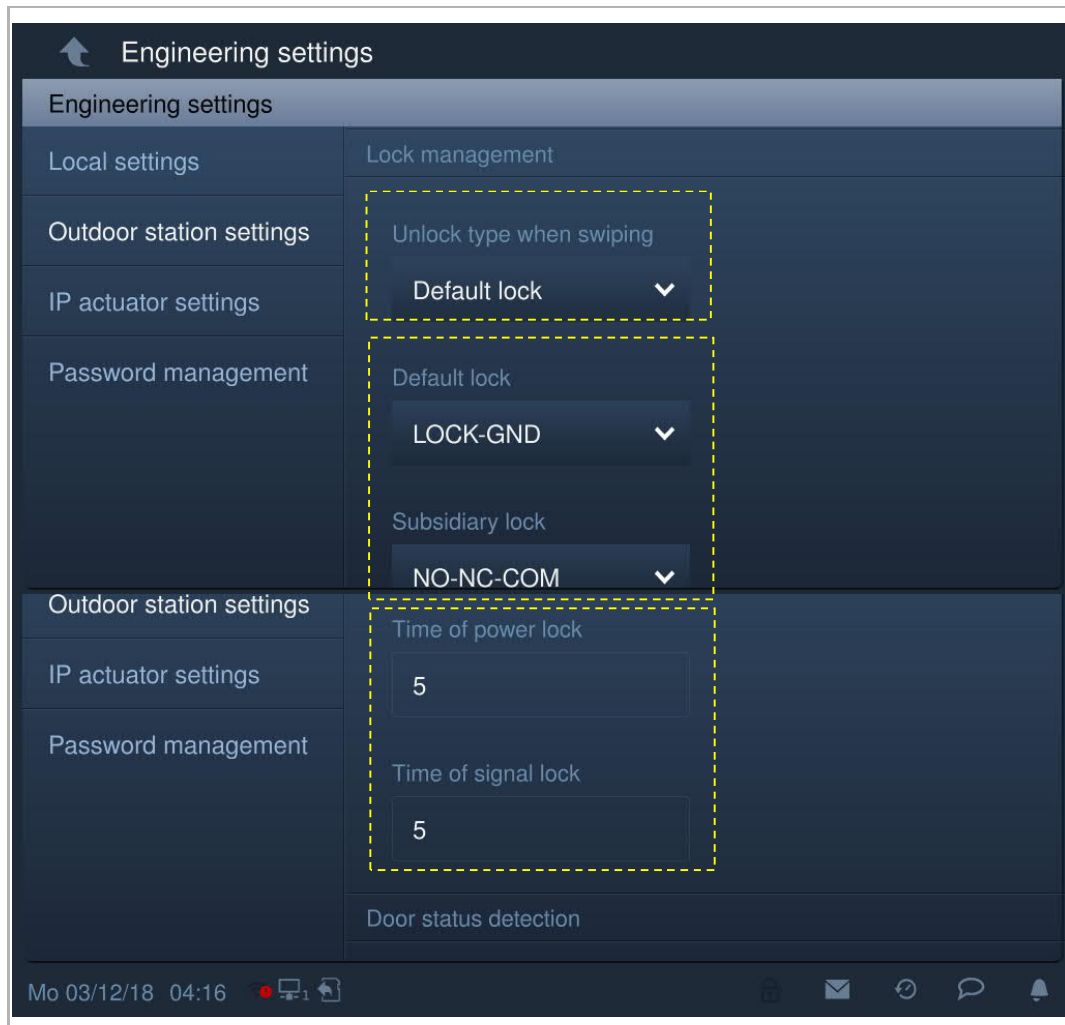 Engineering settings
Engineering settings
Local settings
Outdoor station settings
IP actuator settings
Password management
Lock management
Unlock type when swiping
Default lock
Default lock
LOCK-GND
Subsidiary lock
NO-NC-COM
Outdoor station settings
IP actuator settings
Password management
Time of power lock
5
Time of signal lock
5
Door status detection
Mo 03/12/18 04:16 1